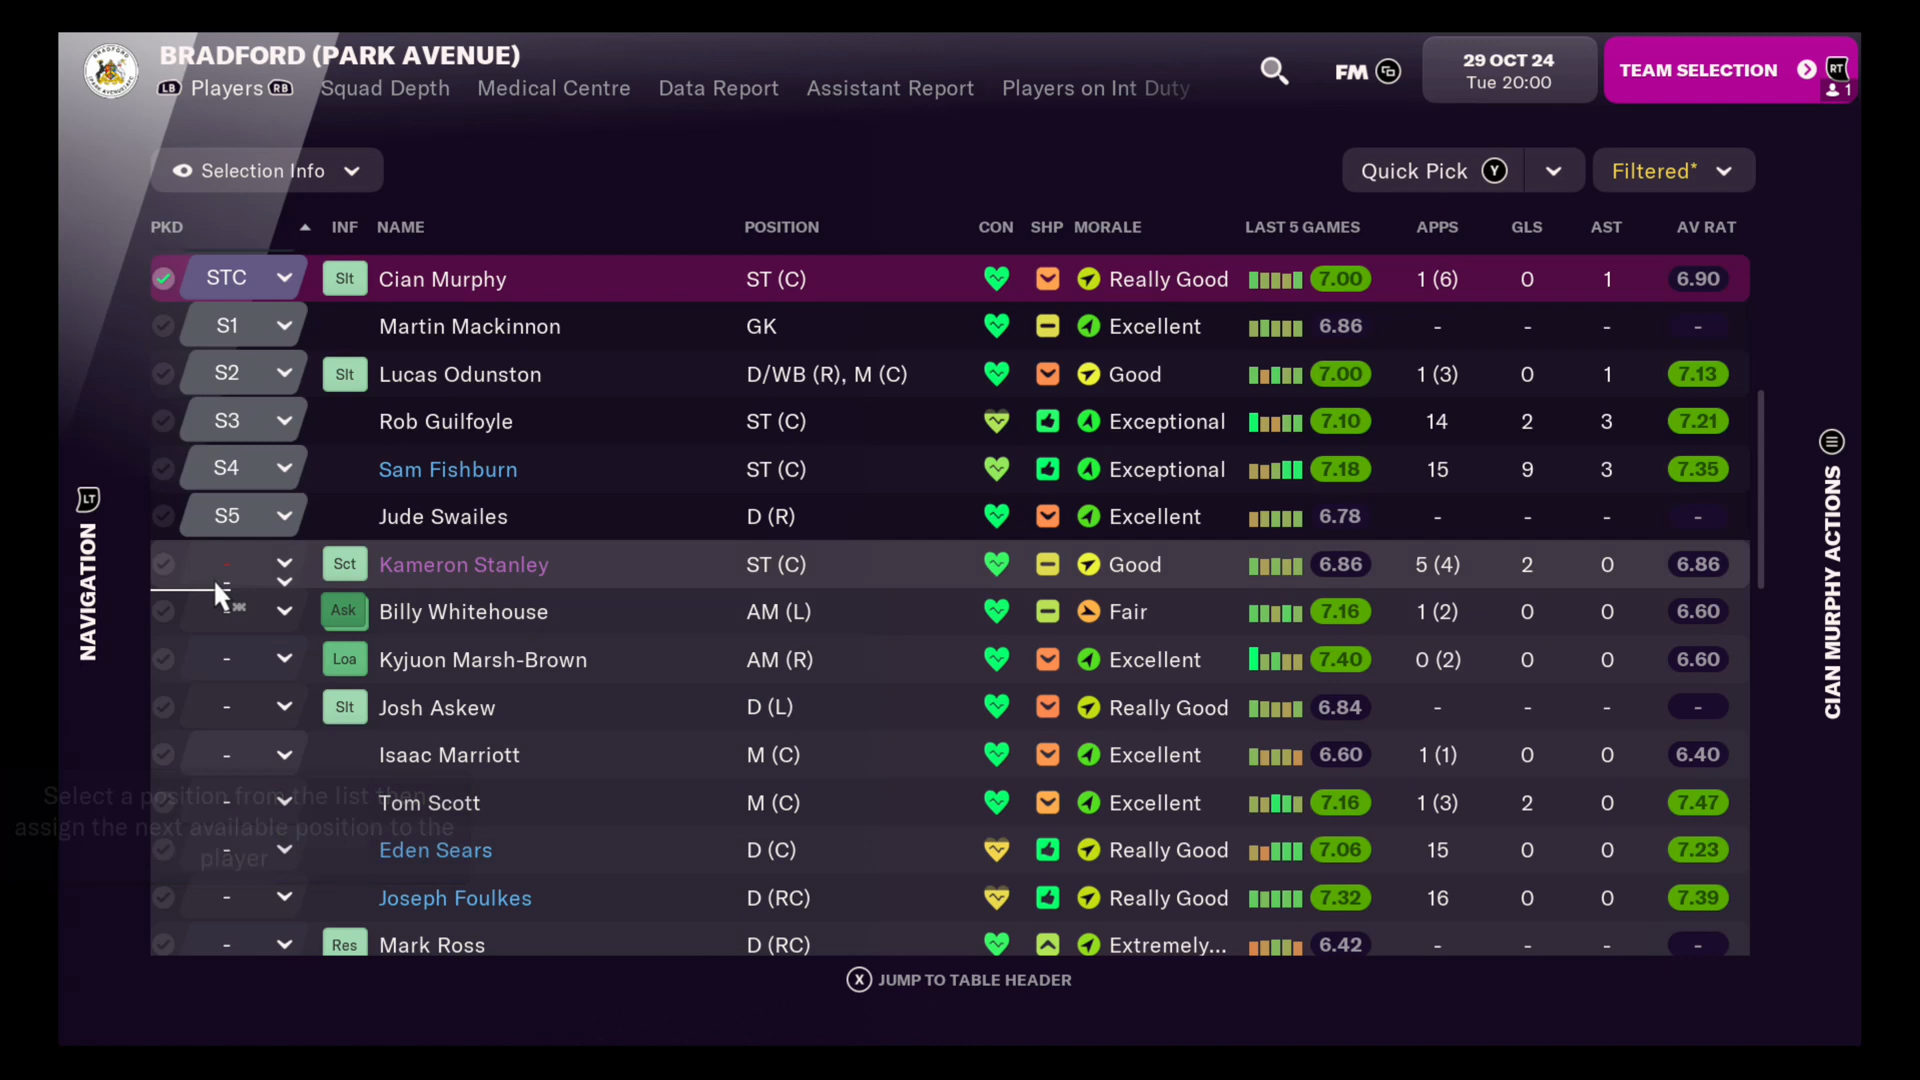 BRADFORD (PARK AVENUE)
LB Players RB Squad Depth Medical Centre Data Report Assistant Report Players on Int Duty
FM
29 OCT 24
Tue 20:00
TEAM SELECTION RT
1
Selection Info
Quick Pick Y
Filtered*
PKD INF NAME POSITION CON SHP MORALE LAST 5 GAMES APPS GLS AST AV RAT
STC Slt Cian Murphy ST (C) Really Good 7.00 1 (6) 0 1 6.90
S1 Martin Mackinnon GK Excellent 6.86 - - - -
S2 Slt Lucas Odunston D/WB (R), M (C) Good 7.00 1 (3) 0 1 7.13
S3 Rob Guilfoyle ST (C) Exceptional 7.10 14 2 3 7.21
S4 Sam Fishburn ST (C) Exceptional 7.18 15 9 3 7.35
S5 Jude Swailes D (R) Excellent 6.78 - - - -
- Sct Kameron Stanley ST (C) Good 6.86 5 (4) 2 0 6.86
- Ask Billy Whitehouse AM (L) Fair 7.16 1 (2) 0 0 6.60
- Loa Kyjuon Marsh-Brown AM (R) Excellent 7.40 0 (2) 0 0 6.60
- Slt Josh Askew D (L) Really Good 6.84 - - - -
- Isaac Marriott M (C) Excellent 6.60 1 (1) 0 0 6.40
- Tom Scott M (C) Excellent 7.16 1 (3) 2 0 7.47
- Eden Sears D (C) Really Good 7.06 15 0 0 7.23
- Joseph Foulkes D (RC) Really Good 7.32 16 0 0 7.39
- Res Mark Ross D (RC) Extremely... 6.42 - - - -
Select a position from the list then
assign the next available position to the
player
LT NAVIGATION
CIAN MURPHY ACTIONS
X JUMP TO TABLE HEADER